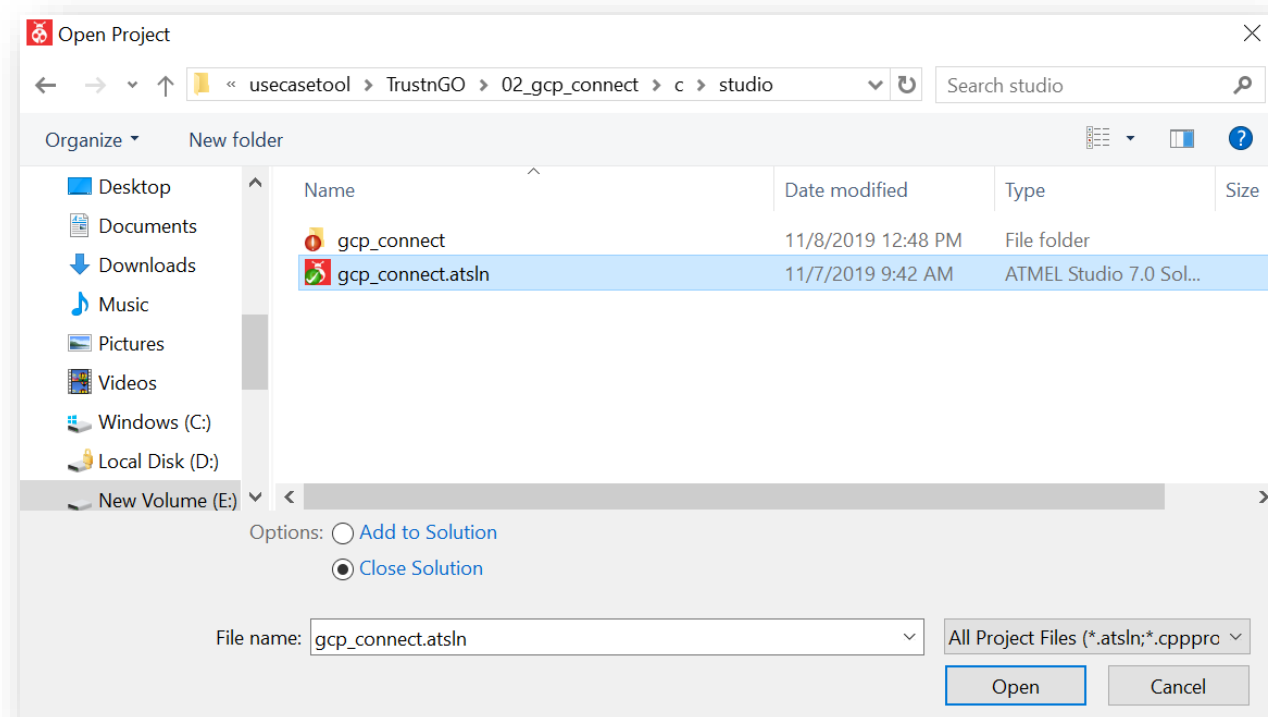 Open Project
« usecasetool > TrustnGO > 02_gcp_connect > c > studio
Search studio
Organize
New folder
Desktop
Documents
Downloads
Music
Pictures
Videos
Windows (C:)
Local Disk (D:)
New Volume (E:)
Name Date modified Type Size
gcp_connect 11/8/2019 12:48 PM File folder
gcp_connect.atsln 11/7/2019 9:42 AM ATMEL Studio 7.0 Sol...
Options: Add to Solution
Close Solution
File name: gcp_connect.atsln All Project Files (*.atsln;*.cpppro
Open Cancel